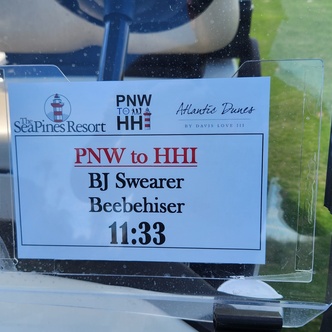 The
SeaPines Resort
PNW
TO
HHI
Atlantic Dunes
BY DAVIS LOVE III
PNW to HHI
BJ Swearer
Beebehiser
11:33